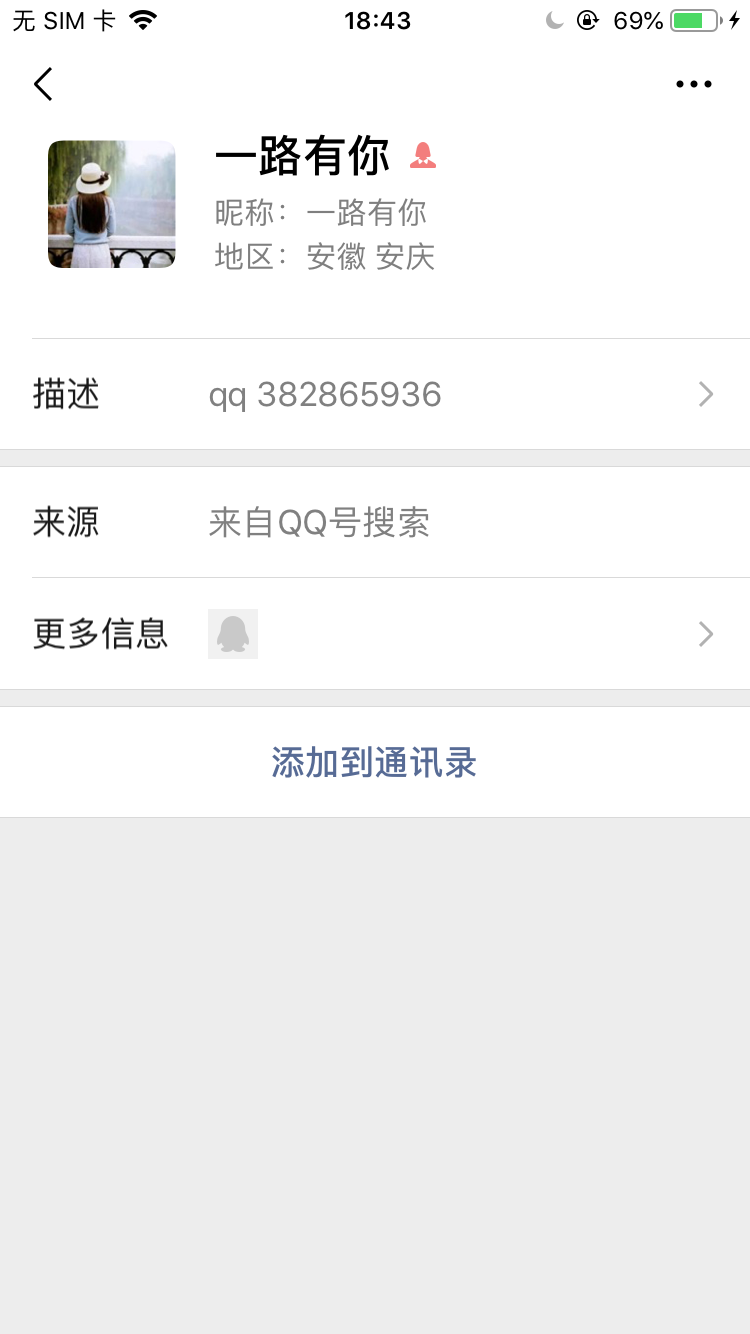 无 SIM 卡 18:43 69%
一路有你
昵称：一路有你
地区：安徽 安庆
描述 qq 382865936
来源 来自QQ号搜索
更多信息
添加到通讯录